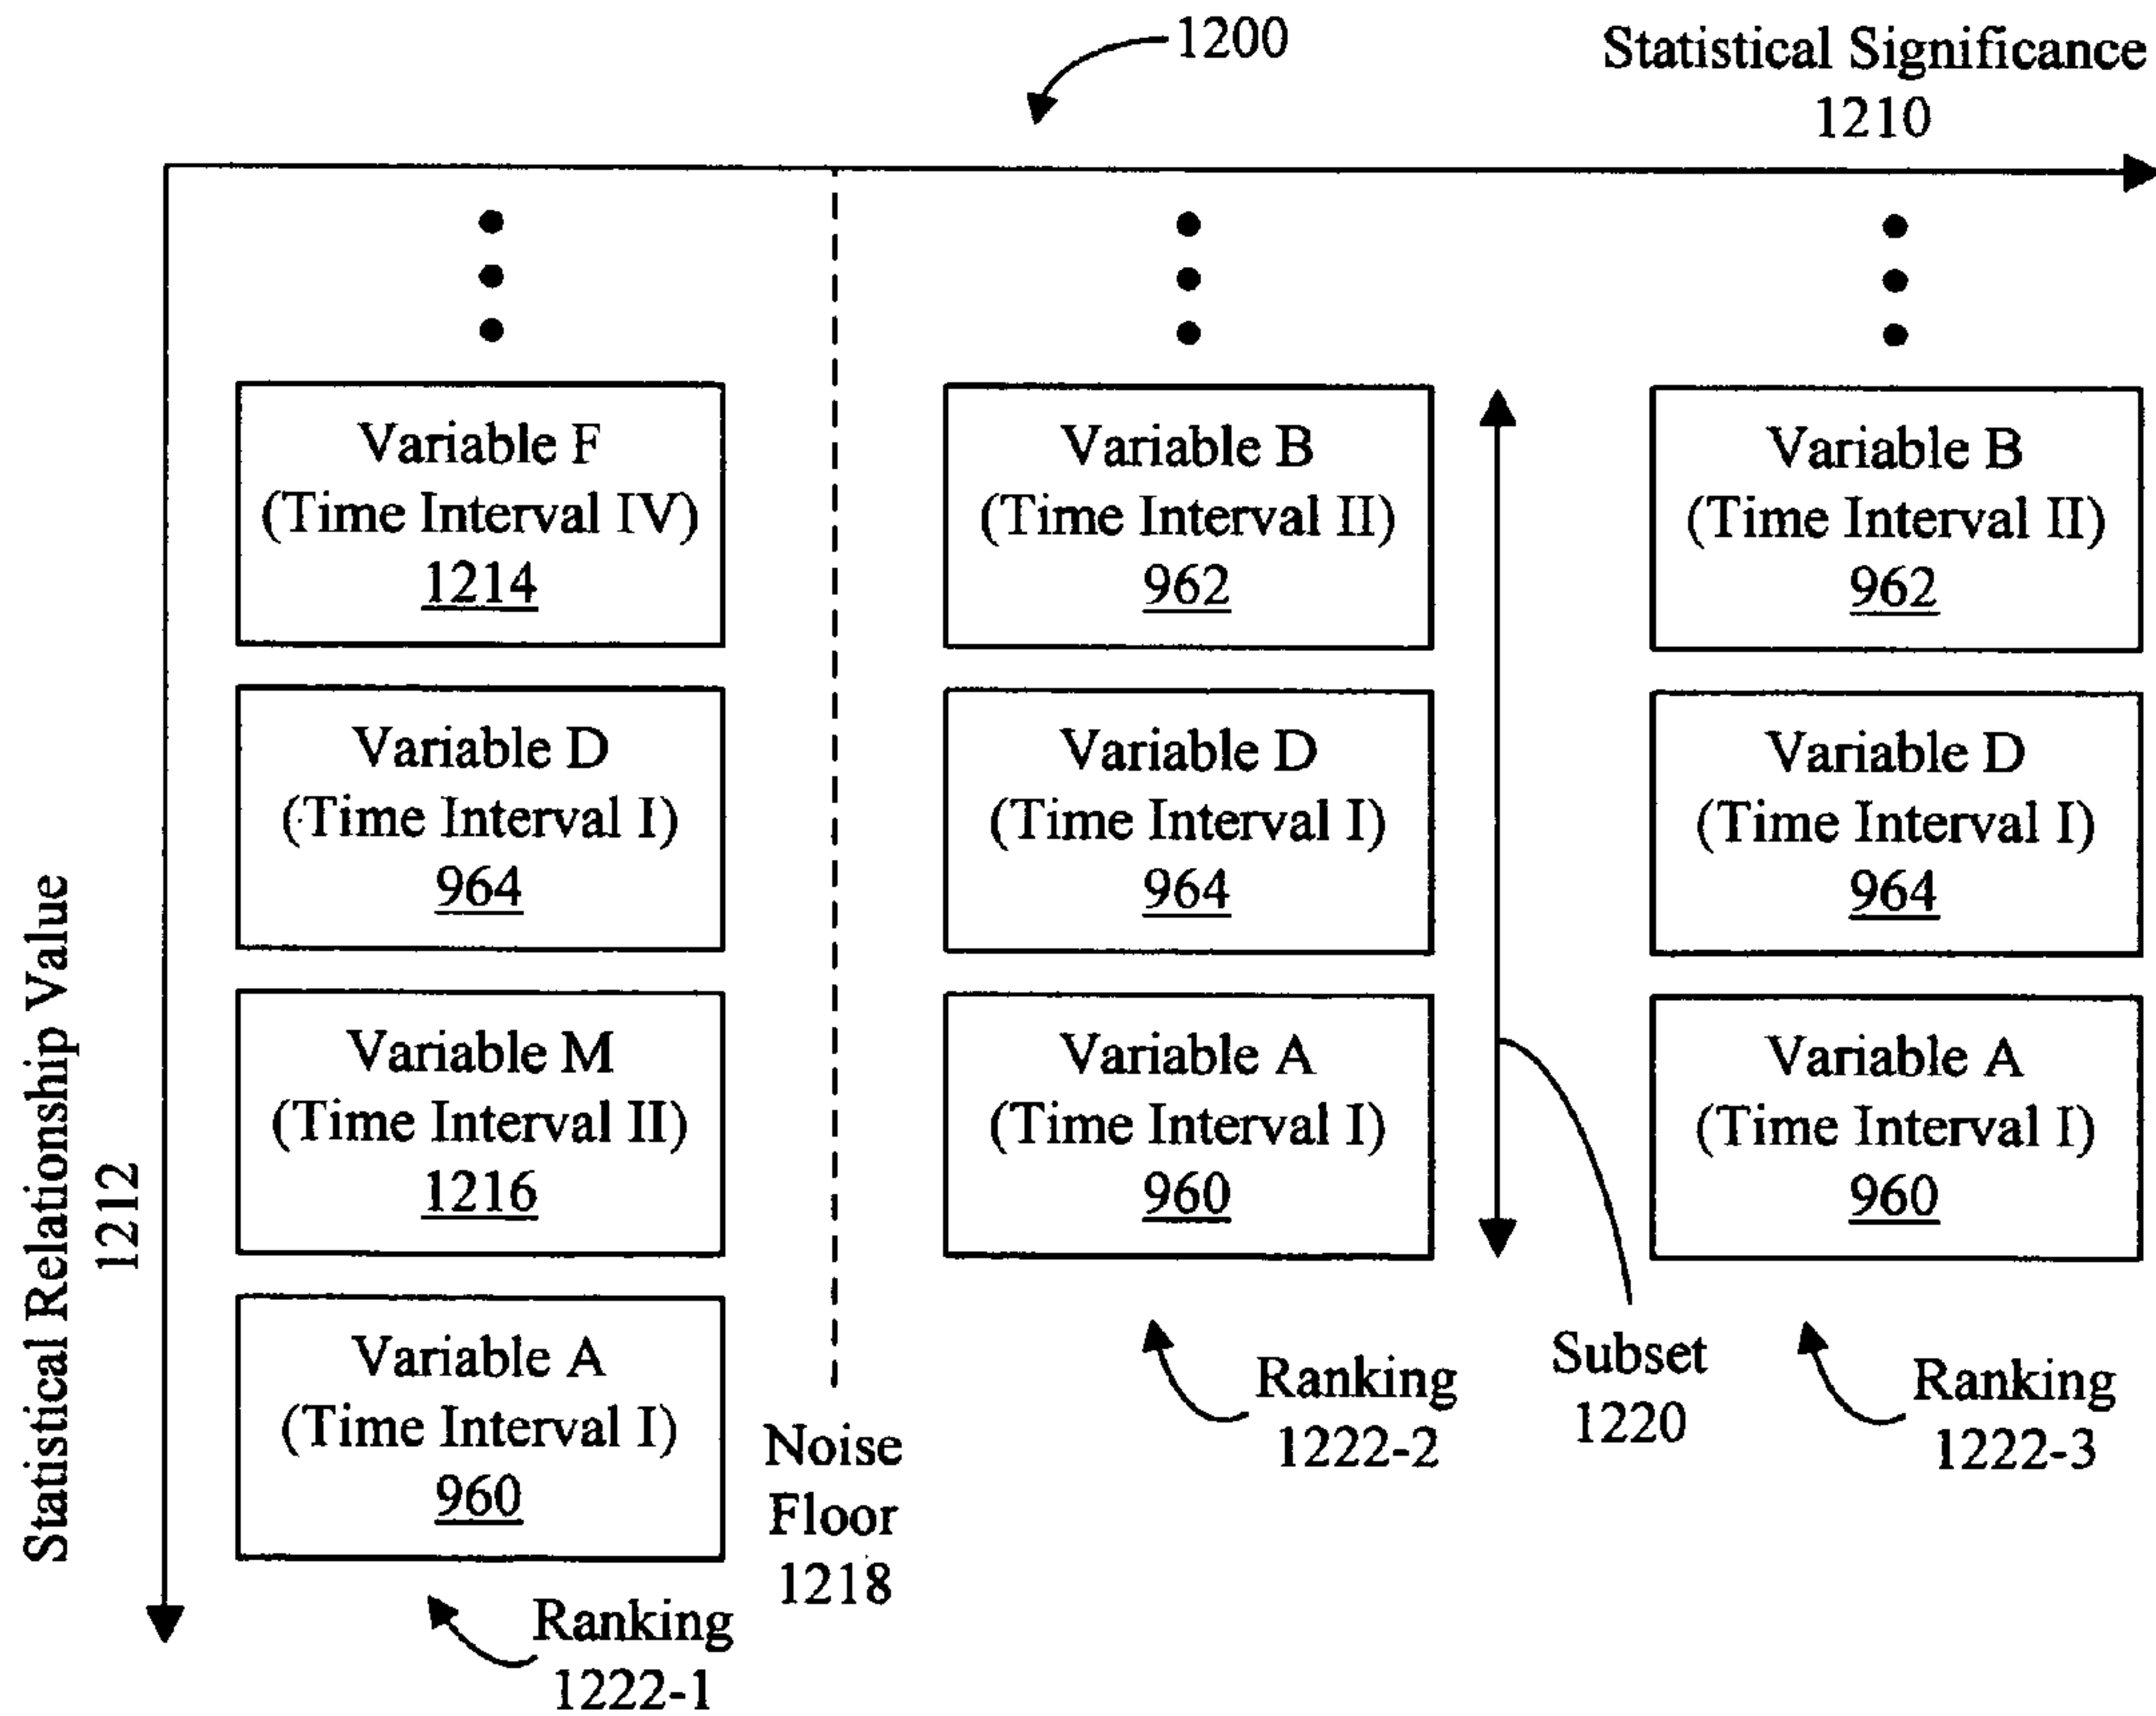 1200
Statistical Significance
1210
Statistical Relationship Value
1212
Variable F
(Time Interval IV)
1214
Variable D
(Time Interval I)
964
Variable M
(Time Interval II)
1216
Variable A
(Time Interval I)
960
Ranking
1222-1
Noise
Floor
1218
Variable B
(Time Interval II)
962
Variable D
(Time Interval I)
964
Variable A
(Time Interval I)
960
Ranking
1222-2
Subset
1220
Variable B
(Time Interval II)
962
Variable D
(Time Interval I)
964
Variable A
(Time Interval I)
960
Ranking
1222-3